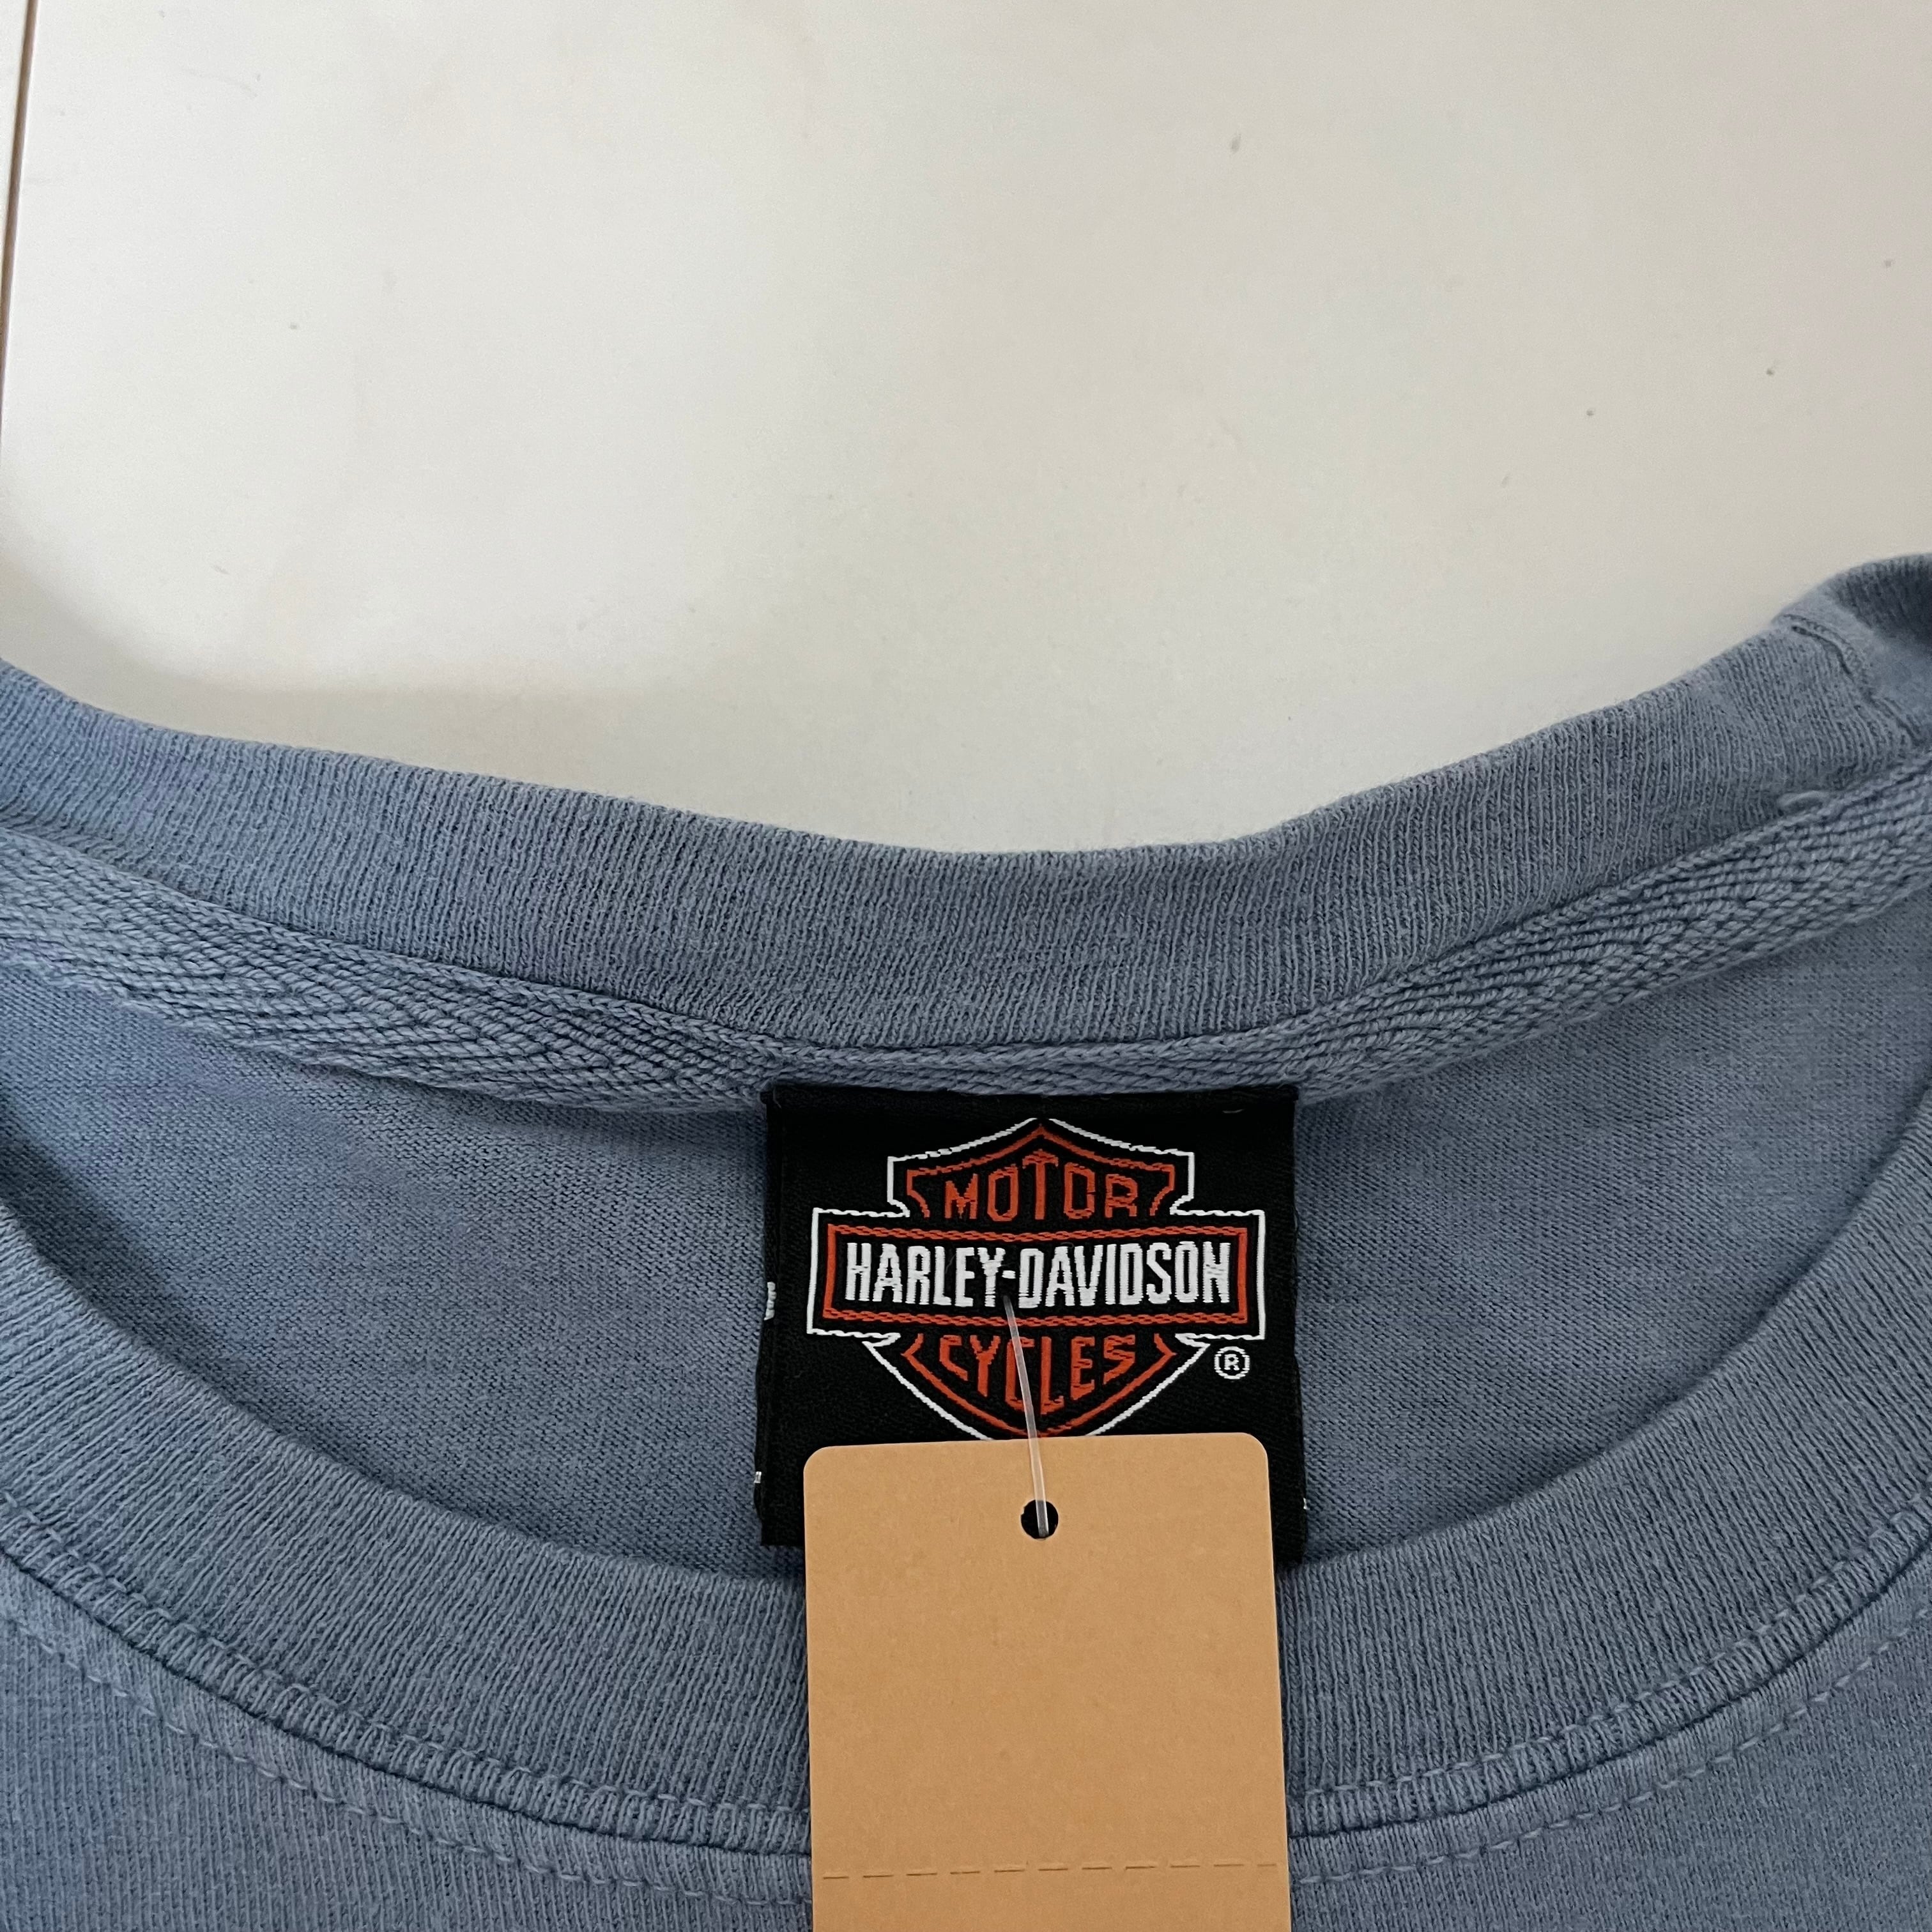 MOTOR
HARLEY-DAVIDSON
CYCLES
®